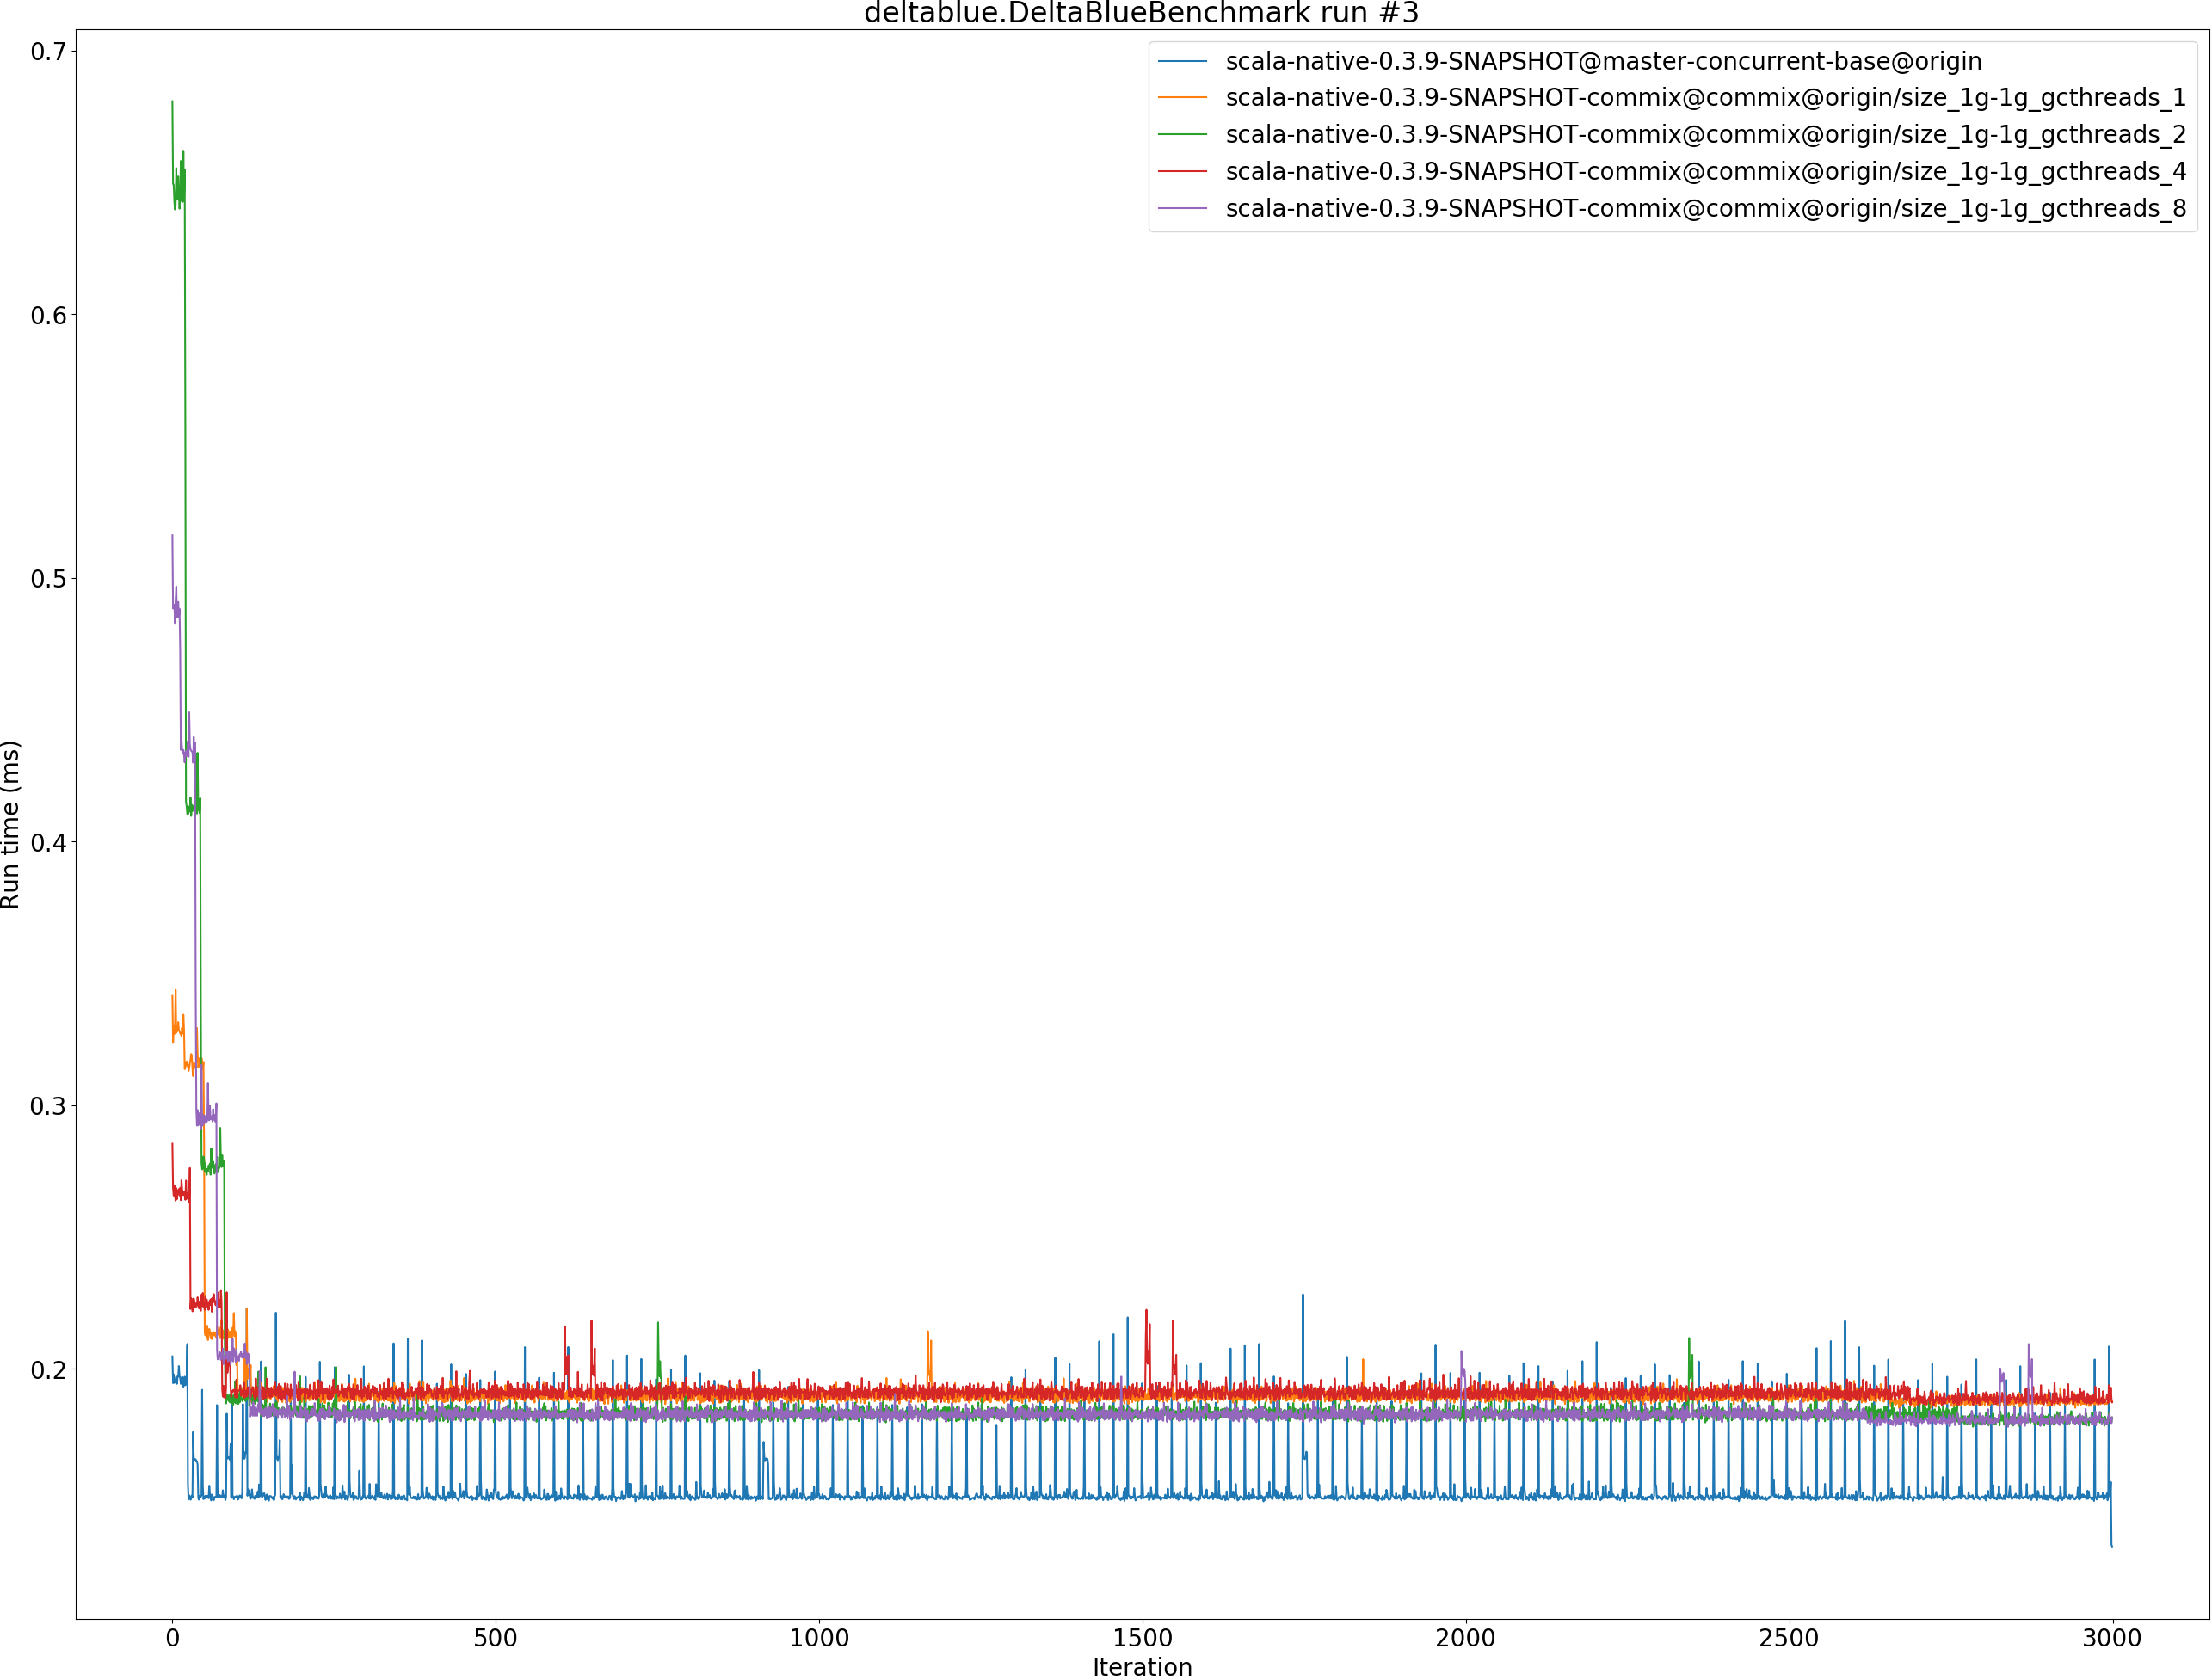 deltablue.DeltaBlueBenchmark run #3
scala-native-0.3.9-SNAPSHOT@master-concurrent-base@origin
scala-native-0.3.9-SNAPSHOT-commix@commix@origin/size_1g-1g_gcthreads_1
scala-native-0.3.9-SNAPSHOT-commix@commix@origin/size_1g-1g_gcthreads_2
scala-native-0.3.9-SNAPSHOT-commix@commix@origin/size_1g-1g_gcthreads_4
scala-native-0.3.9-SNAPSHOT-commix@commix@origin/size_1g-1g_gcthreads_8
Run time (ms)
0.7
0.6
0.5
0.4
0.3
0.2
0 500 1000 1500 2000 2500 3000
Iteration